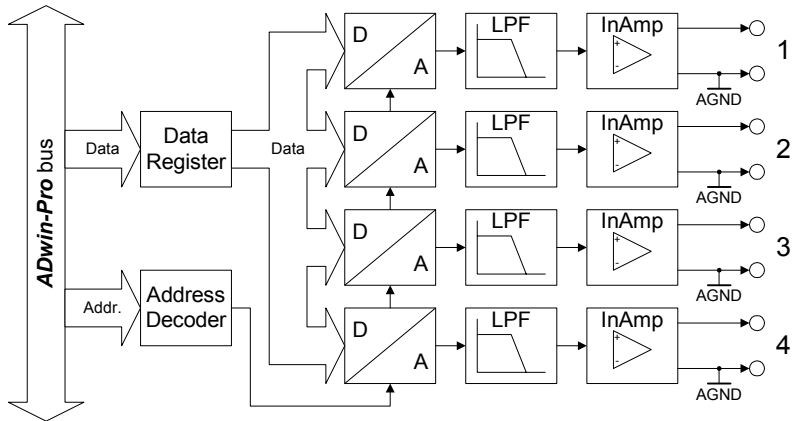 ADwin-Pro bus
Data
Data
Register
Data
Addr.
Address
Decoder
D
A
LPF
InAmp
+
-
AGND
1
D
A
LPF
InAmp
+
-
AGND
2
D
A
LPF
InAmp
+
-
AGND
3
D
A
LPF
InAmp
+
-
AGND
4